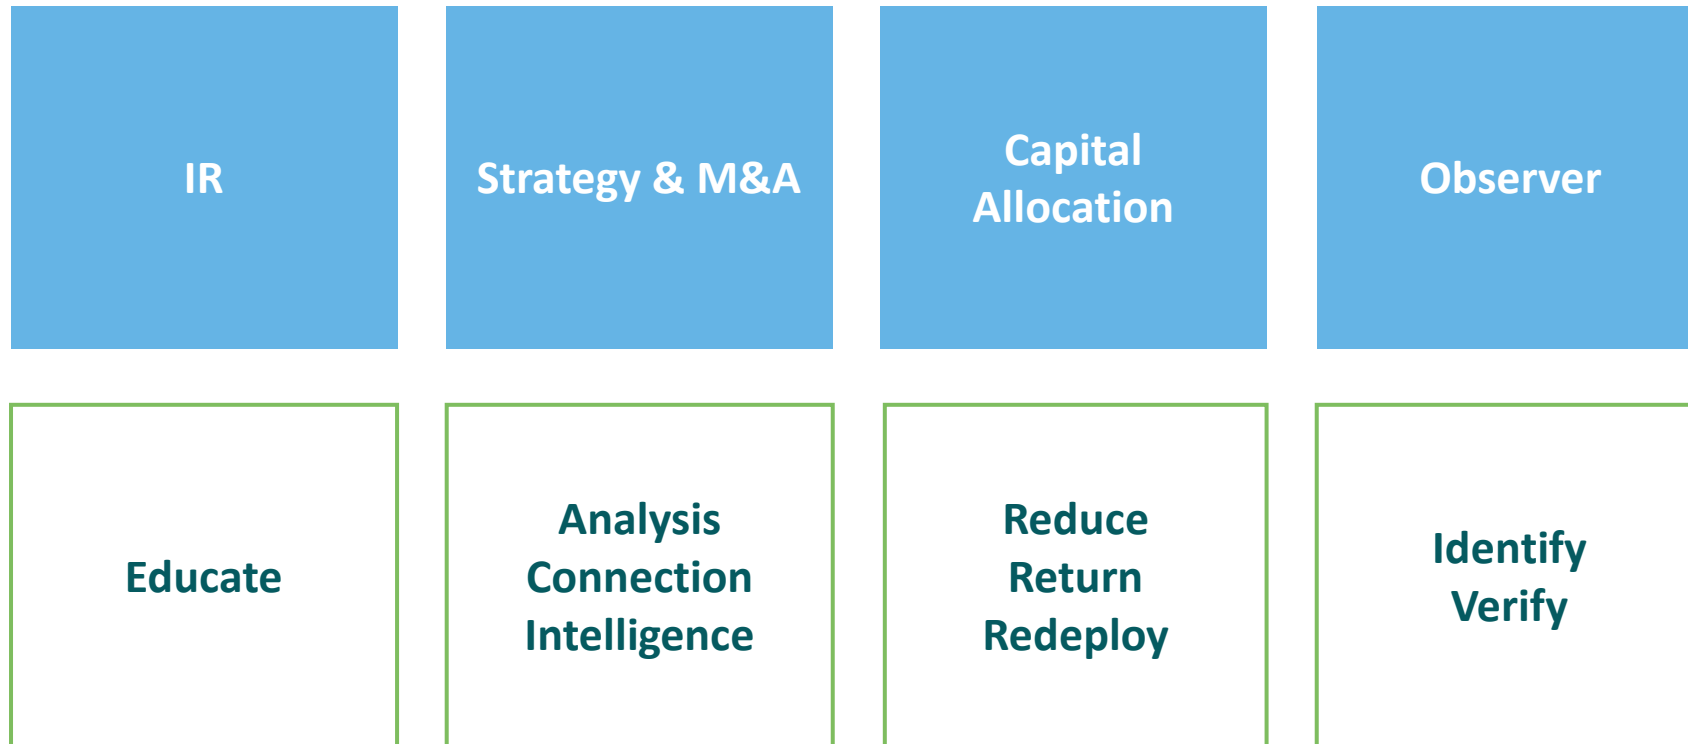 IR
Strategy & M&A
Capital
Allocation
Observer
Educate
Analysis
Connection
Intelligence
Reduce
Return
Redeploy
Identify
Verify